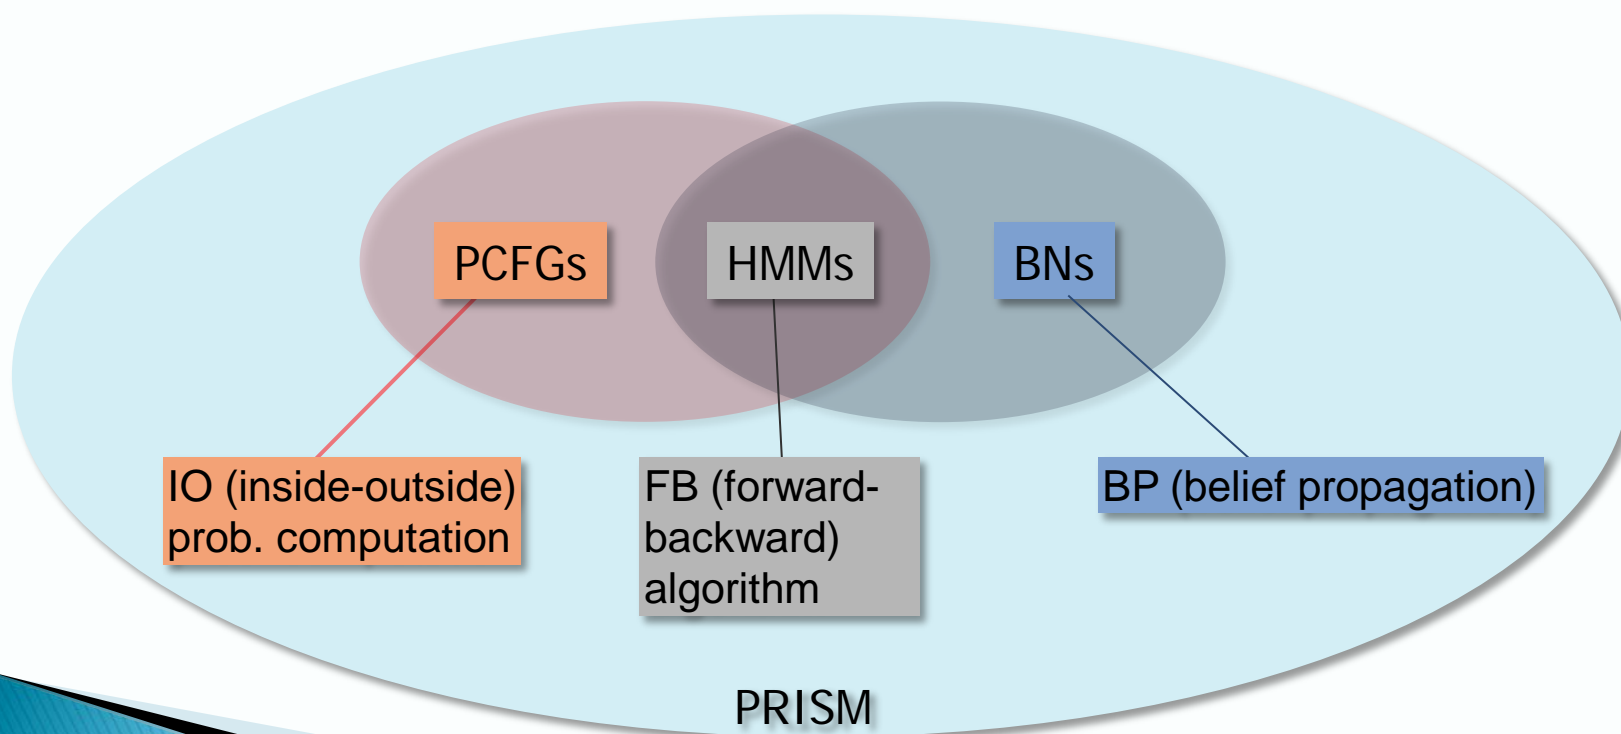 PCFGs
HMMs
BNs
IO (inside-outside)
prob. computation
FB (forward-
backward)
algorithm
BP (belief propagation)
PRISM